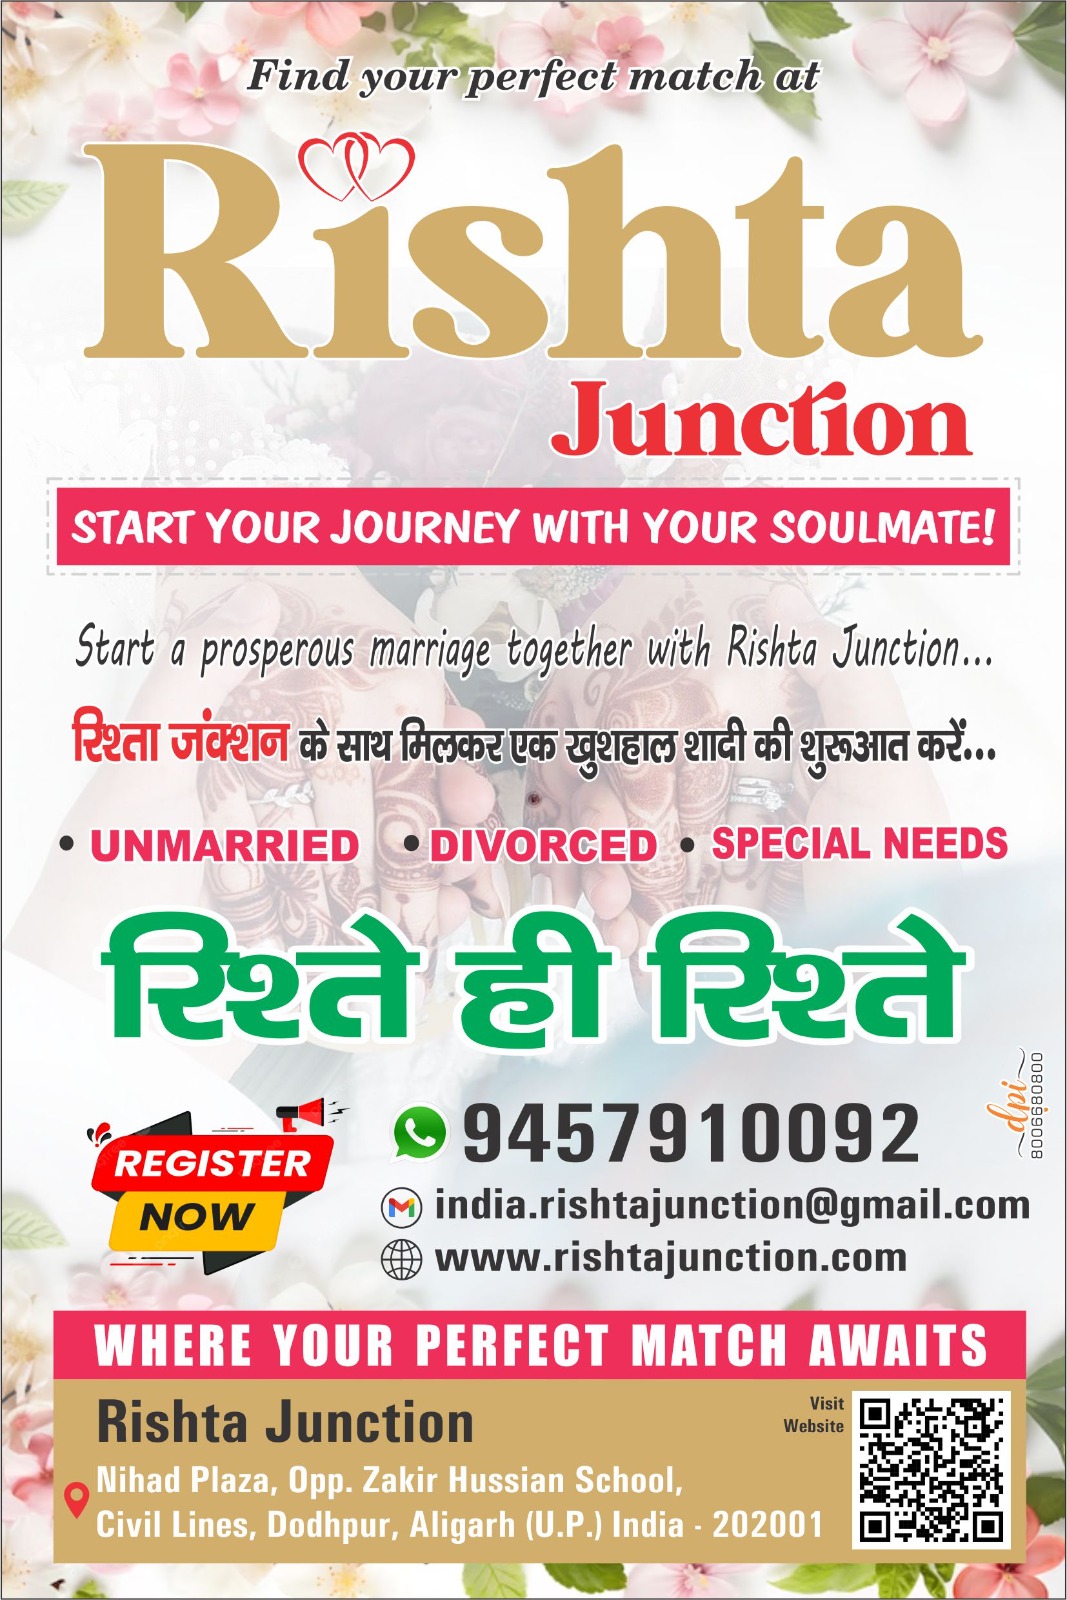 Find your perfect match at
Rishta
Junction
START YOUR JOURNEY WITH YOUR SOULMATE!
Start a prosperous marriage together with Rishta Junction...
रिश्ता जंक्शन के साथ मिलकर एक खुशहाल शादी की शुरूआत करें...
• UNMARRIED • DIVORCED • SPECIAL NEEDS
रिश्ते ही रिश्ते
REGISTER
NOW
9457910092
india.rishtajunction@gmail.com
www.rishtajunction.com
dpi
8006680800
WHERE YOUR PERFECT MATCH AWAITS
Rishta Junction
Nihad Plaza, Opp. Zakir Hussian School,
Civil Lines, Dodhpur, Aligarh (U.P.) India - 202001
Visit
Website